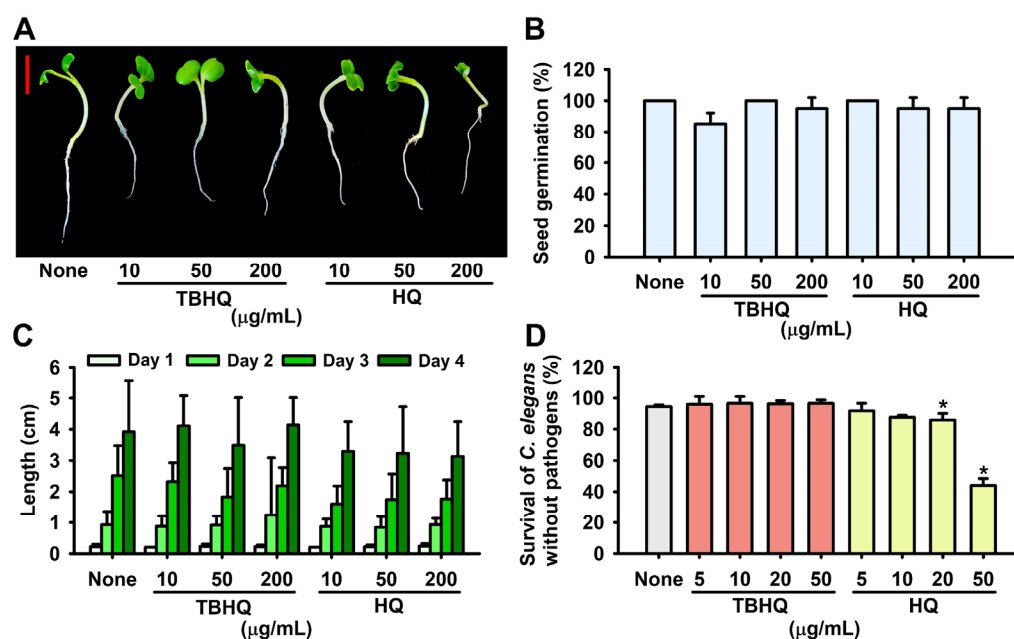 A
None 10 50 200 10 50 200
TBHQ HQ
(µg/mL)
B
Seed germination (%)
120
100
80
60
40
20
0
None 10 50 200 10 50 200
TBHQ HQ
(µg/mL)
C
Day 1 Day 2 Day 3 Day 4
Length (cm)
6
5
4
3
2
1
0
None 10 50 200 10 50 200
TBHQ HQ
(µg/mL)
D
Survival of C. elegans
without pathogens (%)
120
100
80
60
40
20
0
* *
None 5 10 20 50 5 10 20 50
TBHQ HQ
(µg/mL)